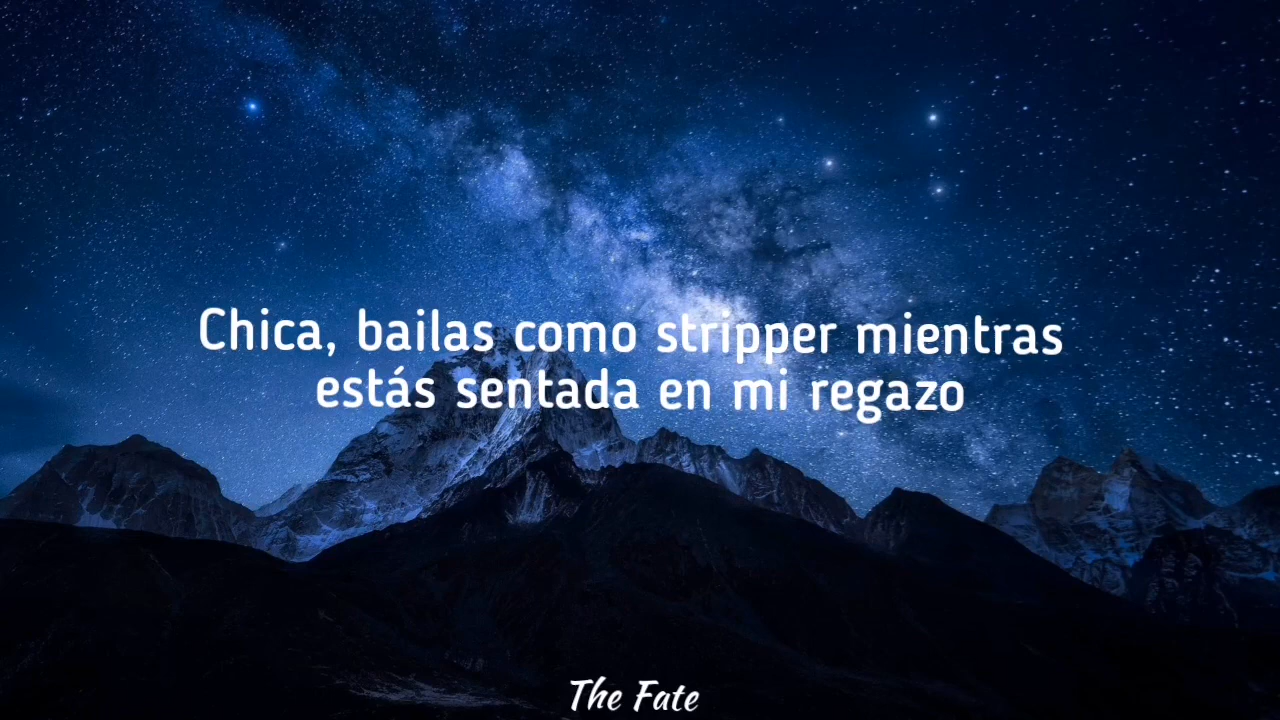 Chica, bailas como stripper mientras
estás sentada en mi regazo
The Fate